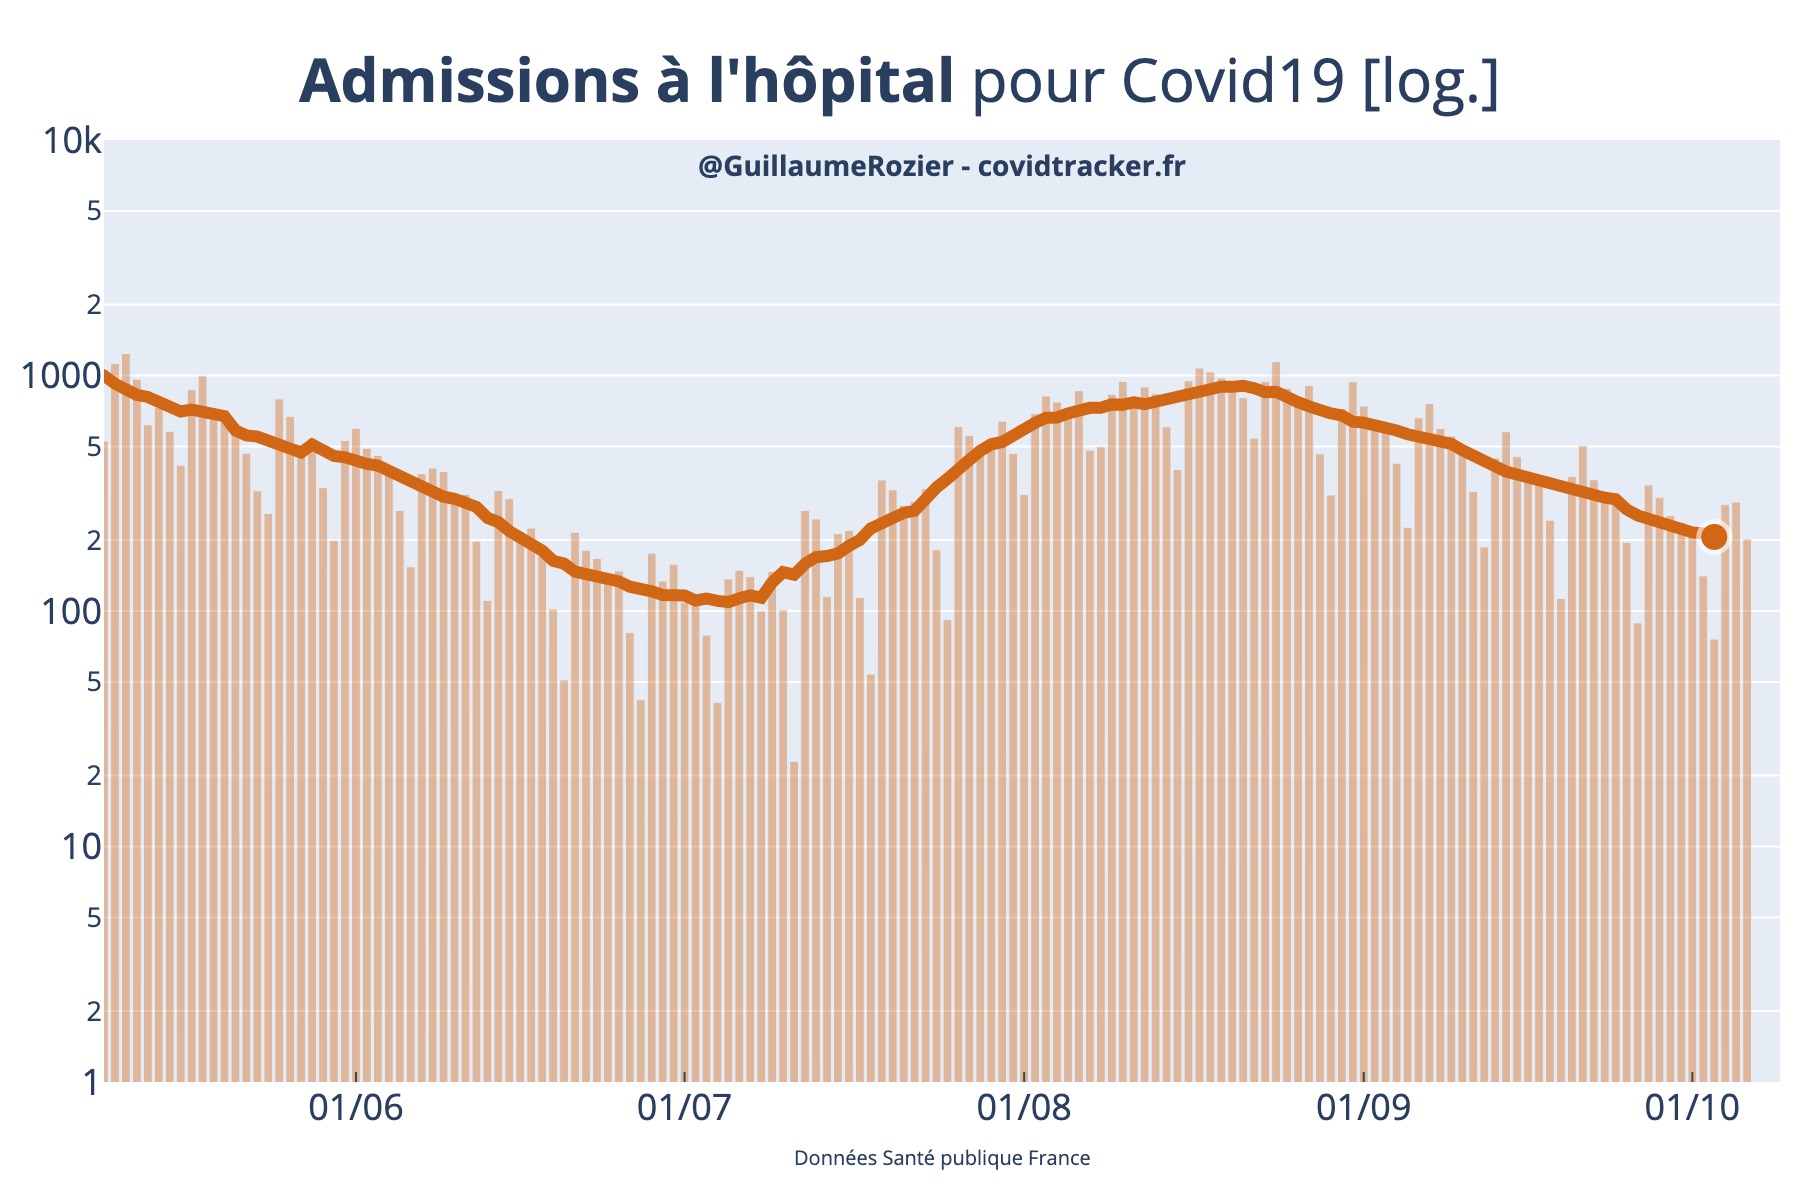 Admissions à l'hôpital pour Covid19 [log.]
@GuillaumeRozier - covidtracker.fr
10k
5
2
1000
5
2
100
5
2
10
5
2
1
01/06 01/07 01/08 01/09 01/10
Données Santé publique France